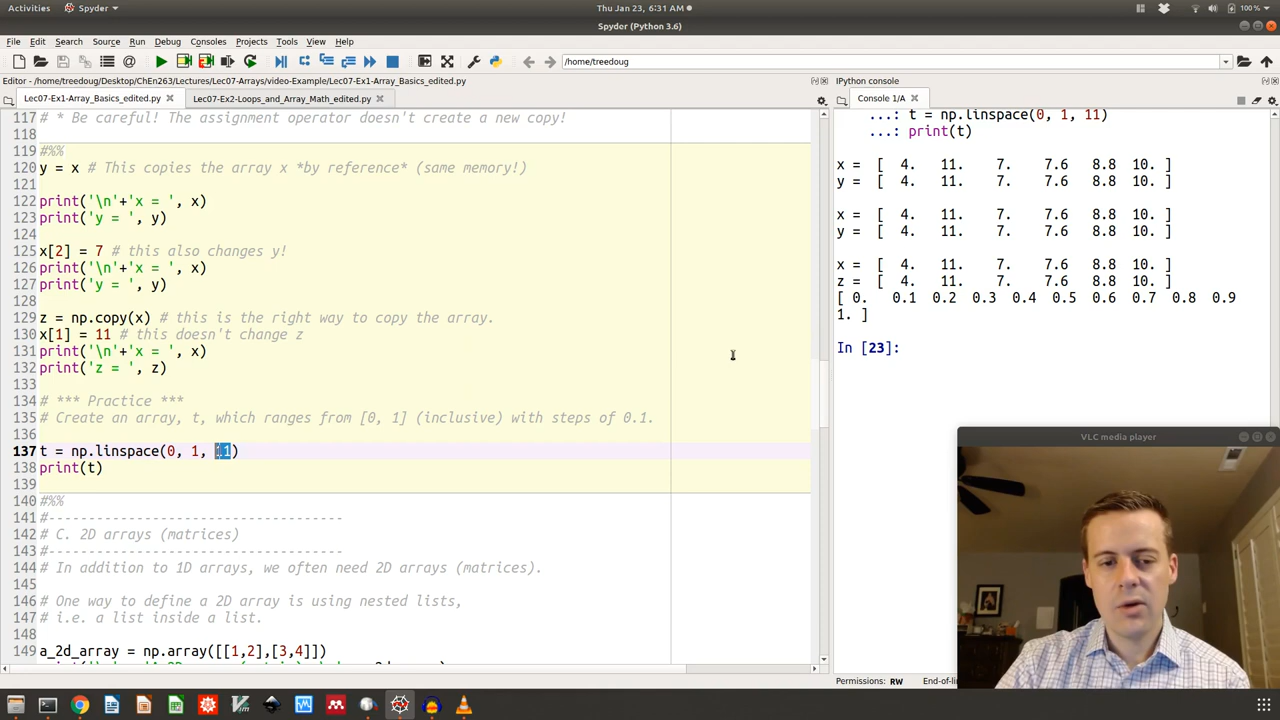 Activities
Spyder
Thu Jan 23, 6:31 AM
100 %
Spyder (Python 3.6)
File Edit Search Source Run Debug Consoles Projects Tools View Help
/home/treedoug
Editor - /home/treedoug/Desktop/ChEn263/Lectures/Lec07-Arrays/video-Example/Lec07-Ex1-Array_Basics_edited.py
Lec07-Ex1-Array_Basics_edited.py
Lec07-Ex2-Loops_and_Array_Math_edited.py
117 # * Be careful! The assignment operator doesn't create a new copy!
118
119 #%%
120 y = x # This copies the array x *by reference* (same memory!)
121
122 print('\n'+'x = ', x)
123 print('y = ', y)
124
125 x[2] = 7 # this also changes y!
126 print('\n'+'x = ', x)
127 print('y = ', y)
128
129 z = np.copy(x) # this is the right way to copy the array.
130 x[1] = 11 # this doesn't change z
131 print('\n'+'x = ', x)
132 print('z = ', z)
133
134 # *** Practice ***
135 # Create an array, t, which ranges from [0, 1] (inclusive) with steps of 0.1.
136
137 t = np.linspace(0, 1, 11)
138 print(t)
139
140 #%%
141 #-------------------------------------
142 # C. 2D arrays (matrices)
143 #-------------------------------------
144 # In addition to 1D arrays, we often need 2D arrays (matrices).
145
146 # One way to define a 2D array is using nested lists,
147 # i.e. a list inside a list.
148
149 a_2d_array = np.array([[1,2],[3,4]])
IPython console
Console 1/A
...: t = np.linspace(0, 1, 11)
...: print(t)
x = [ 4. 11. 7. 7.6 8.8 10. ]
y = [ 4. 11. 7. 7.6 8.8 10. ]
x = [ 4. 11. 7. 7.6 8.8 10. ]
y = [ 4. 11. 7. 7.6 8.8 10. ]
x = [ 4. 11. 7. 7.6 8.8 10. ]
z = [ 4. 11. 7. 7.6 8.8 10. ]
[ 0. 0.1 0.2 0.3 0.4 0.5 0.6 0.7 0.8 0.9
1. ]
In [23]:
VLC media player
Permissions: RW End-of-li